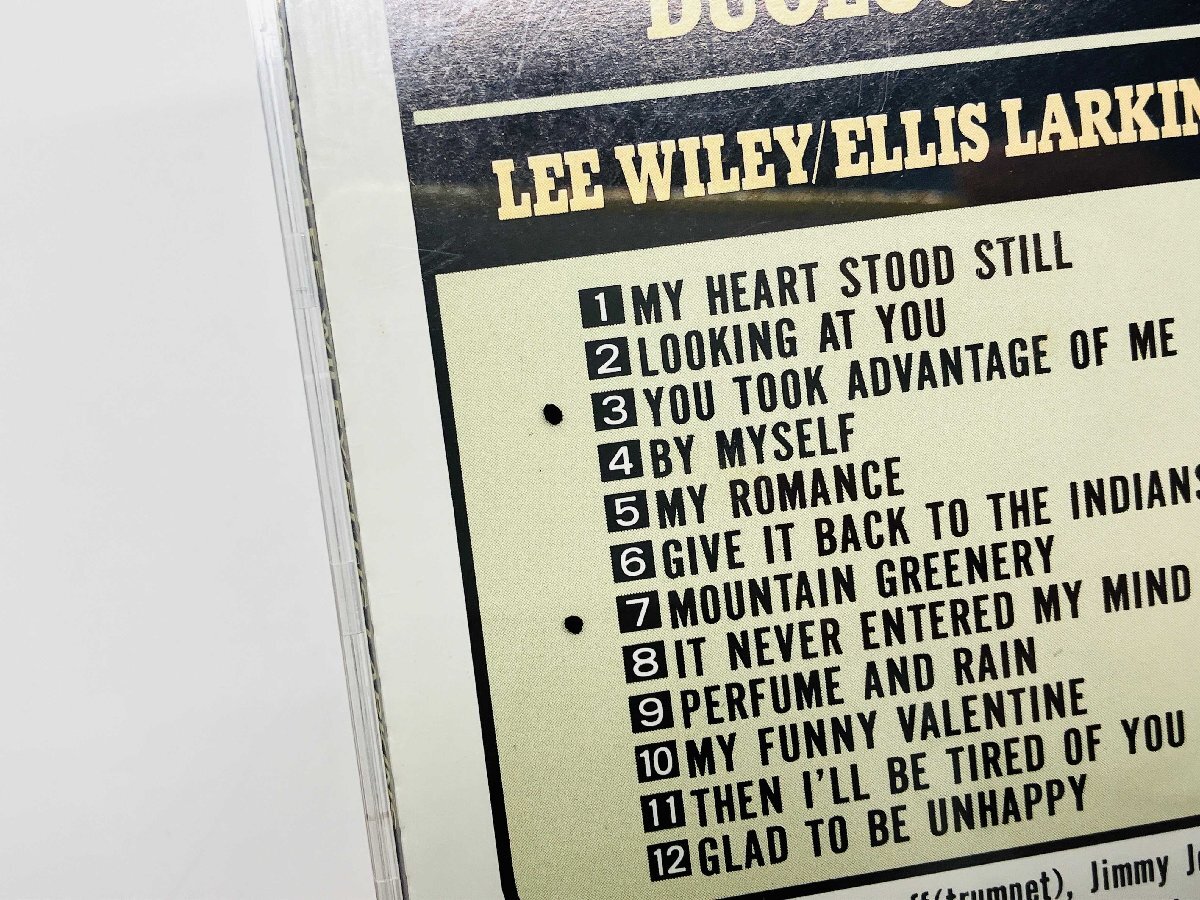 LEE WILEY/ELLIS LARKIN
1 MY HEART STOOD STILL
2 LOOKING AT YOU
3 YOU TOOK ADVANTAGE OF ME
4 BY MYSELF
5 MY ROMANCE
6 GIVE IT BACK TO THE INDIANS
7 MOUNTAIN GREENERY
8 IT NEVER ENTERED MY MIND
9 PERFUME AND RAIN
10 MY FUNNY VALENTINE
11 THEN I'LL BE TIRED OF YOU
12 GLAD TO BE UNHAPPY
(trumpet), Jimmy